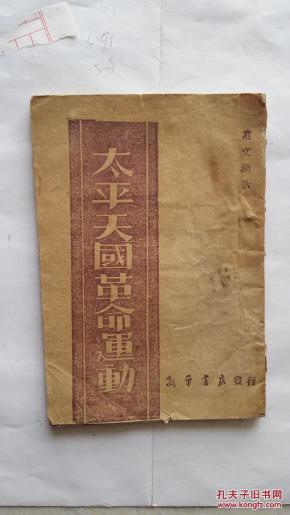 太平天國革命運動
范文瀾著
新華書店發行
孔夫子旧书网